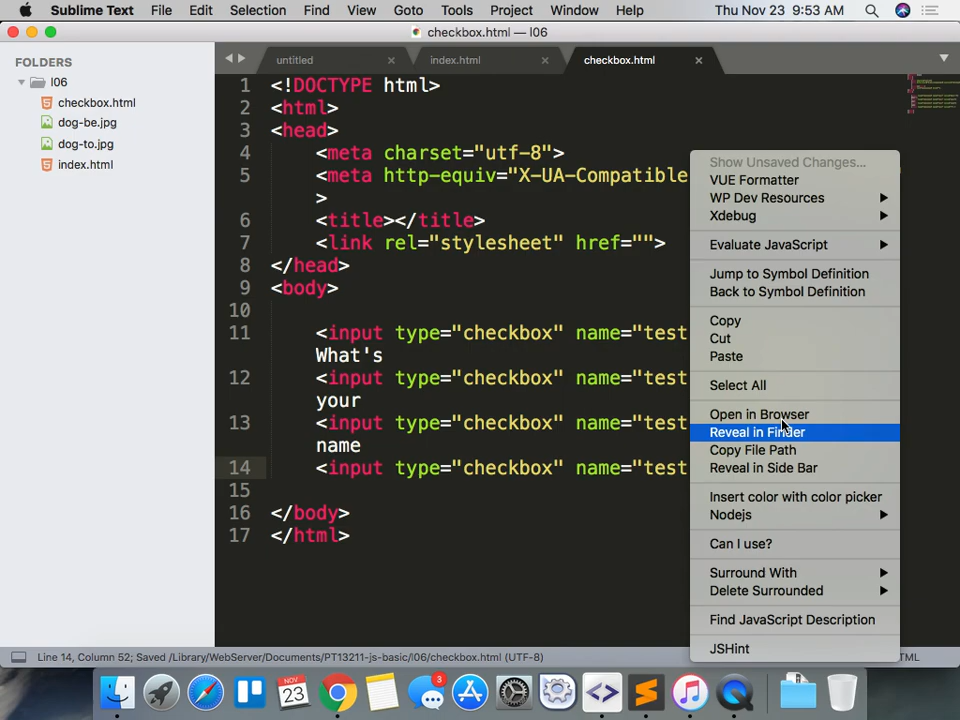 Sublime Text File Edit Selection Find View Goto Tools Project Window Help Thu Nov 23 9:53 AM
checkbox.html — l06
FOLDERS
l06
checkbox.html
dog-be.jpg
dog-to.jpg
index.html
untitled index.html checkbox.html
1 <!DOCTYPE html>
2 <html>
3 <head>
4 <meta charset="utf-8">
5 <meta http-equiv="X-UA-Compatible
>
6 <title></title>
7 <link rel="stylesheet" href="">
8 </head>
9 <body>
10
11 <input type="checkbox" name="test
What's
12 <input type="checkbox" name="test
your
13 <input type="checkbox" name="test
name
14 <input type="checkbox" name="test
15
16 </body>
17 </html>
Show Unsaved Changes...
VUE Formatter
WP Dev Resources
Xdebug
Evaluate JavaScript
Jump to Symbol Definition
Back to Symbol Definition
Copy
Cut
Paste
Select All
Open in Browser
Reveal in Finder
Copy File Path
Reveal in Side Bar
Insert color with color picker
Nodejs
Can I use?
Surround With
Delete Surrounded
Find JavaScript Description
JSHint
Line 14, Column 52; Saved /Library/WebServer/Documents/PT13211-js-basic/l06/checkbox.html (UTF-8) HTML
NOV
23
3